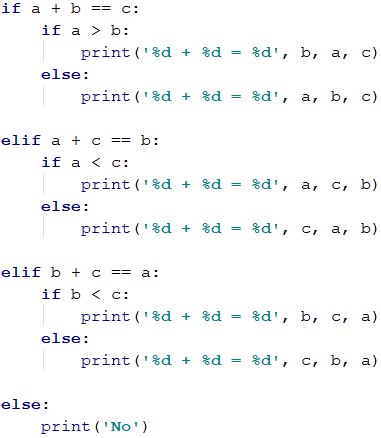 if a + b == c:
    if a > b:
        print('%d + %d = %d', b, a, c)
    else:
        print('%d + %d = %d', a, b, c)

elif a + c == b:
    if a < c:
        print('%d + %d = %d', a, c, b)
    else:
        print('%d + %d = %d', c, a, b)

elif b + c == a:
    if b < c:
        print('%d + %d = %d', b, c, a)
    else:
        print('%d + %d = %d', c, b, a)

else:
    print('No')